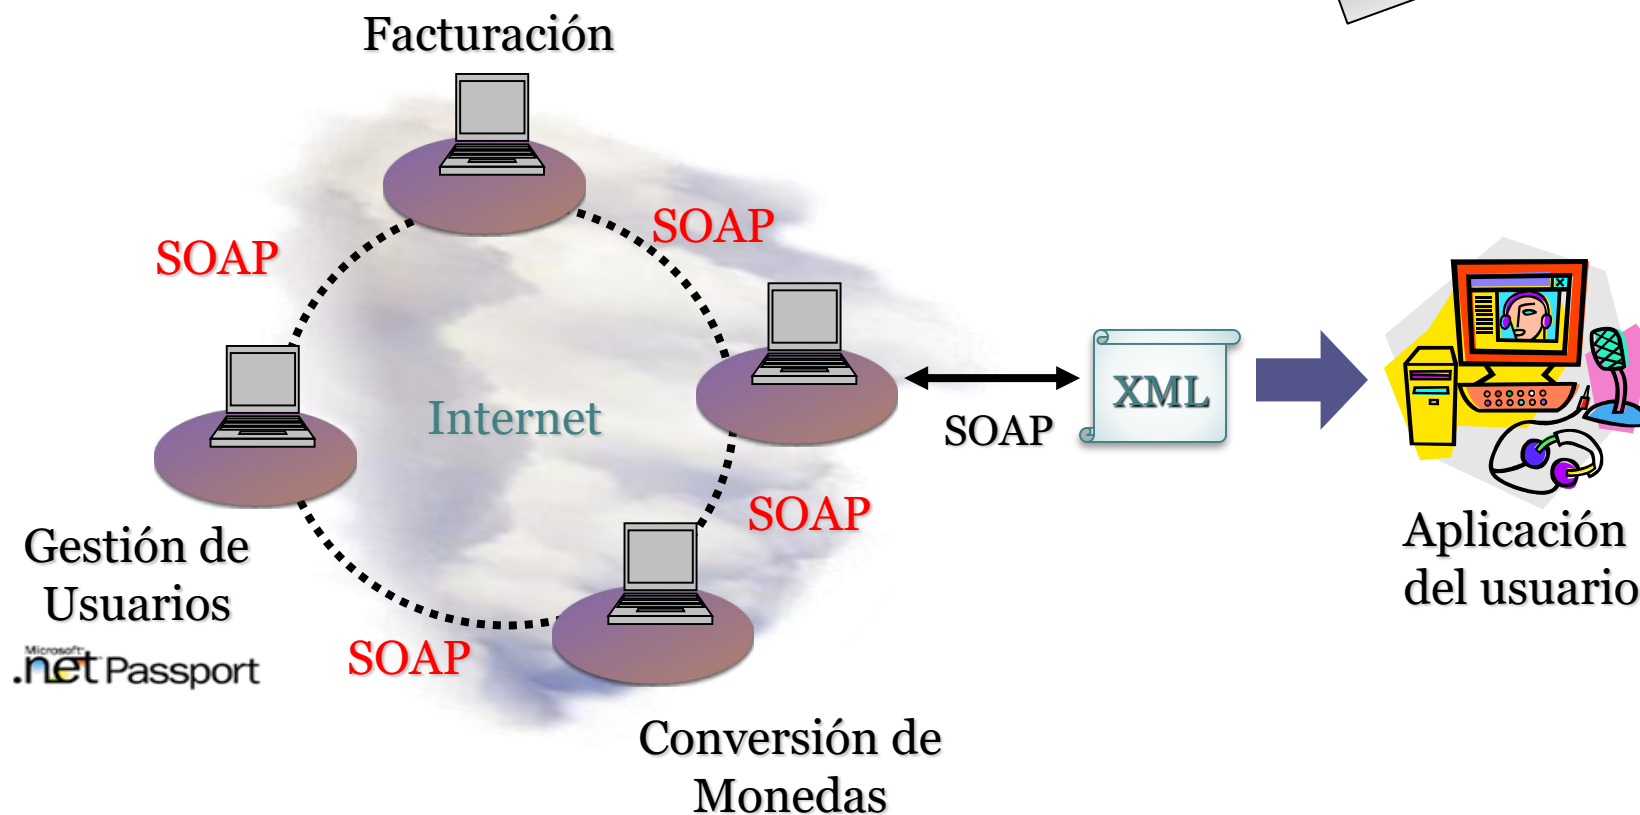 Facturación
SOAP
SOAP
Internet
XML
SOAP
SOAP
Gestión de
Usuarios
Microsoft
.net Passport
SOAP
Conversión de
Monedas
Aplicación
del usuario